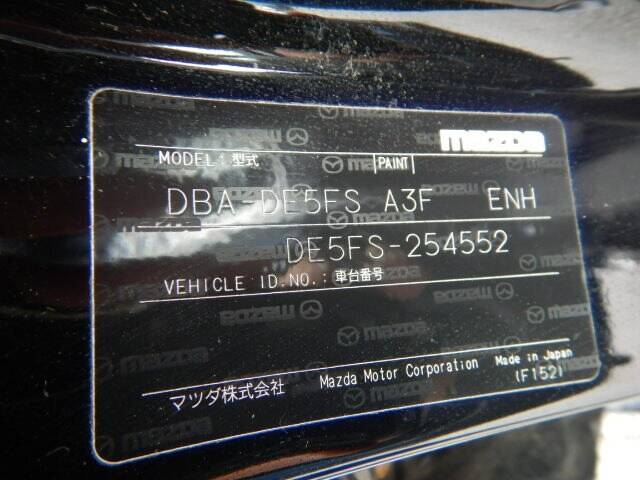 mazda
MODEL:型式 PAINT
DBA-DE5FS A3F ENH
DE5FS-254552
VEHICLE ID.NO.:車台番号
マツダ株式会社 Mazda Motor Corporation Made in Japan
(F152)